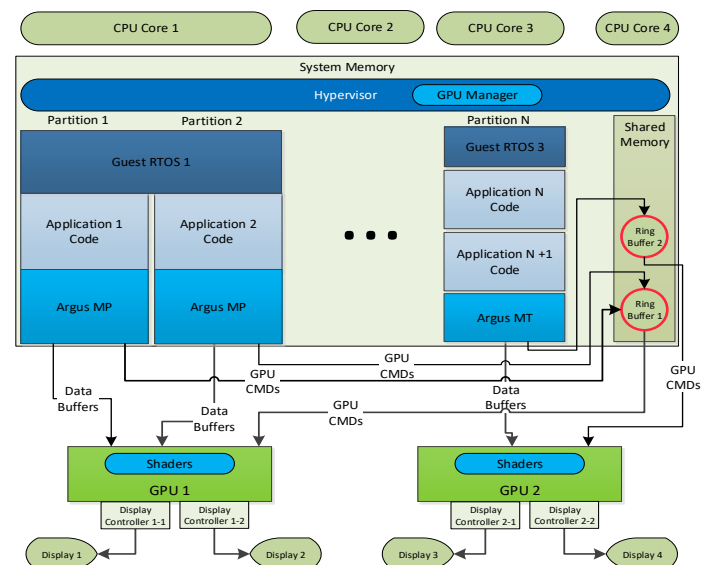 CPU Core 1
CPU Core 2
CPU Core 3
CPU Core 4
System Memory
Hypervisor
GPU Manager
Partition 1
Partition 2
Partition N
Shared
Memory
Guest RTOS 1
Guest RTOS 3
Application 1
Code
Application 2
Code
Application N
Code
Application N +1
Code
Ring
Buffer 2
Ring
Buffer 1
Argus MP
Argus MP
Argus MT
Data
Buffers
GPU
CMDs
Data
Buffers
GPU
CMDs
GPU
CMDs
Data
Buffers
GPU
CMDs
Shaders
GPU 1
Shaders
GPU 2
Display
Controller 1-1
Display
Controller 1-2
Display
Controller 2-1
Display
Controller 2-2
Display 1
Display 2
Display 3
Display 4